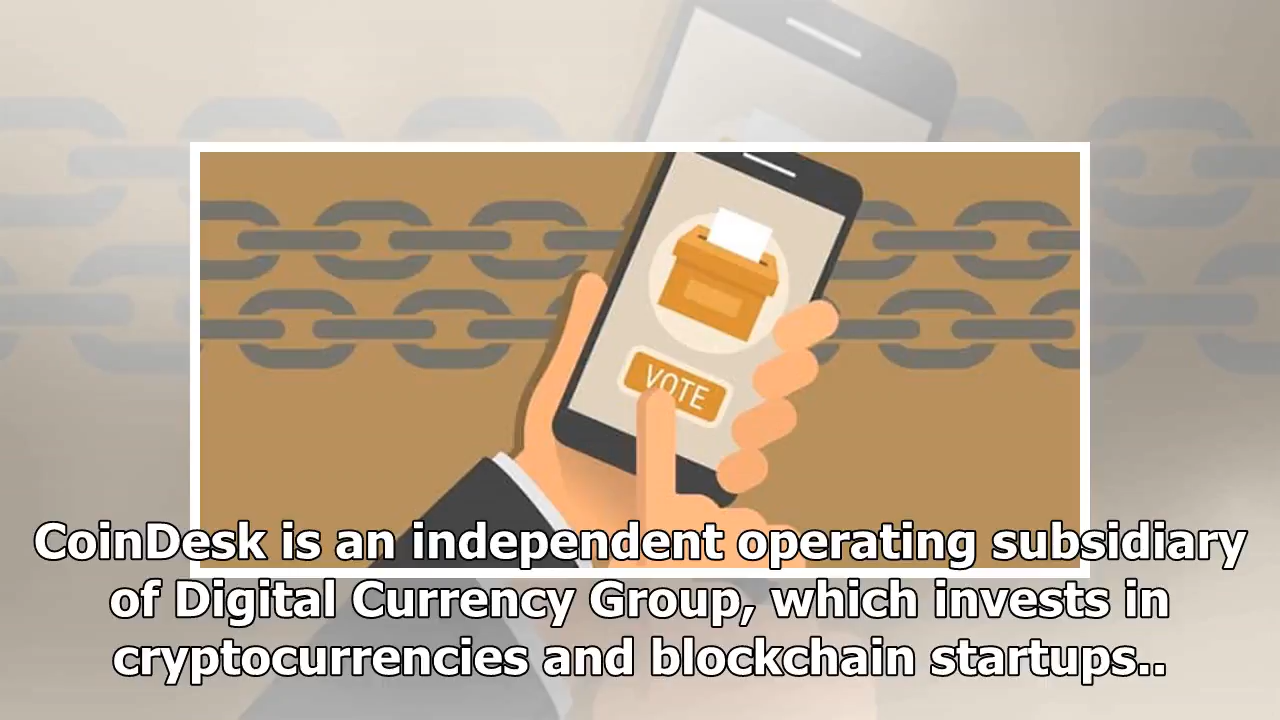 VOTE
CoinDesk is an independent operating subsidiary
of Digital Currency Group, which invests in
cryptocurrencies and blockchain startups..